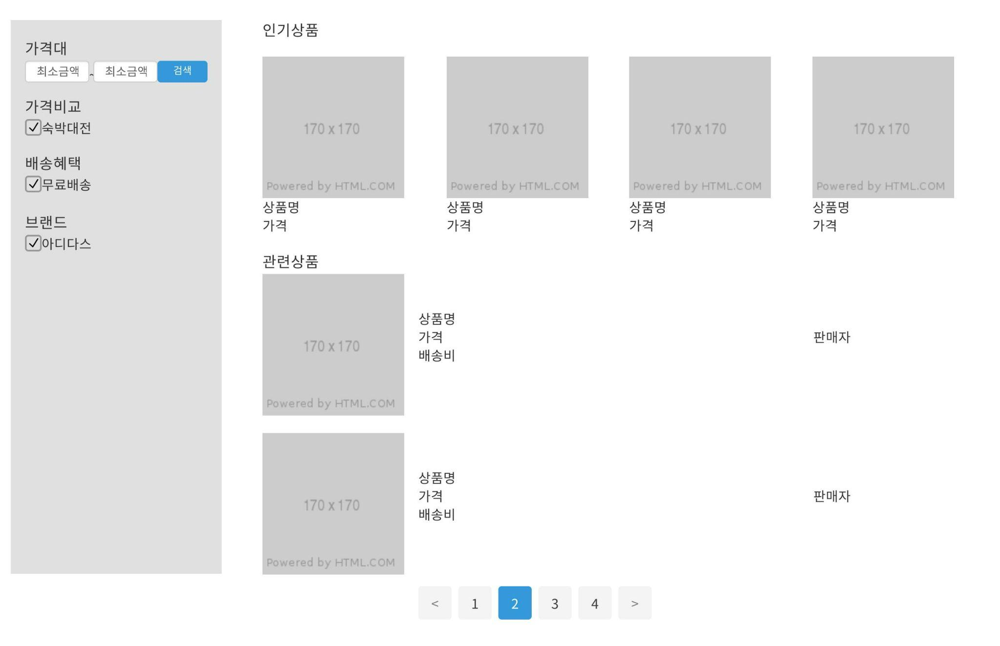 가격대
최소금액 ~ 최소금액 검색
가격비교
숙박대전
배송혜택
무료배송
브랜드
아디다스
인기상품
170 x 170 170 x 170 170 x 170 170 x 170
Powered by HTML.COM Powered by HTML.COM Powered by HTML.COM Powered by HTML.COM
상품명 상품명 상품명 상품명
가격 가격 가격 가격
관련상품
170 x 170
Powered by HTML.COM
상품명
가격
배송비
판매자
170 x 170
Powered by HTML.COM
상품명
가격
배송비
판매자
< 1 2 3 4 >